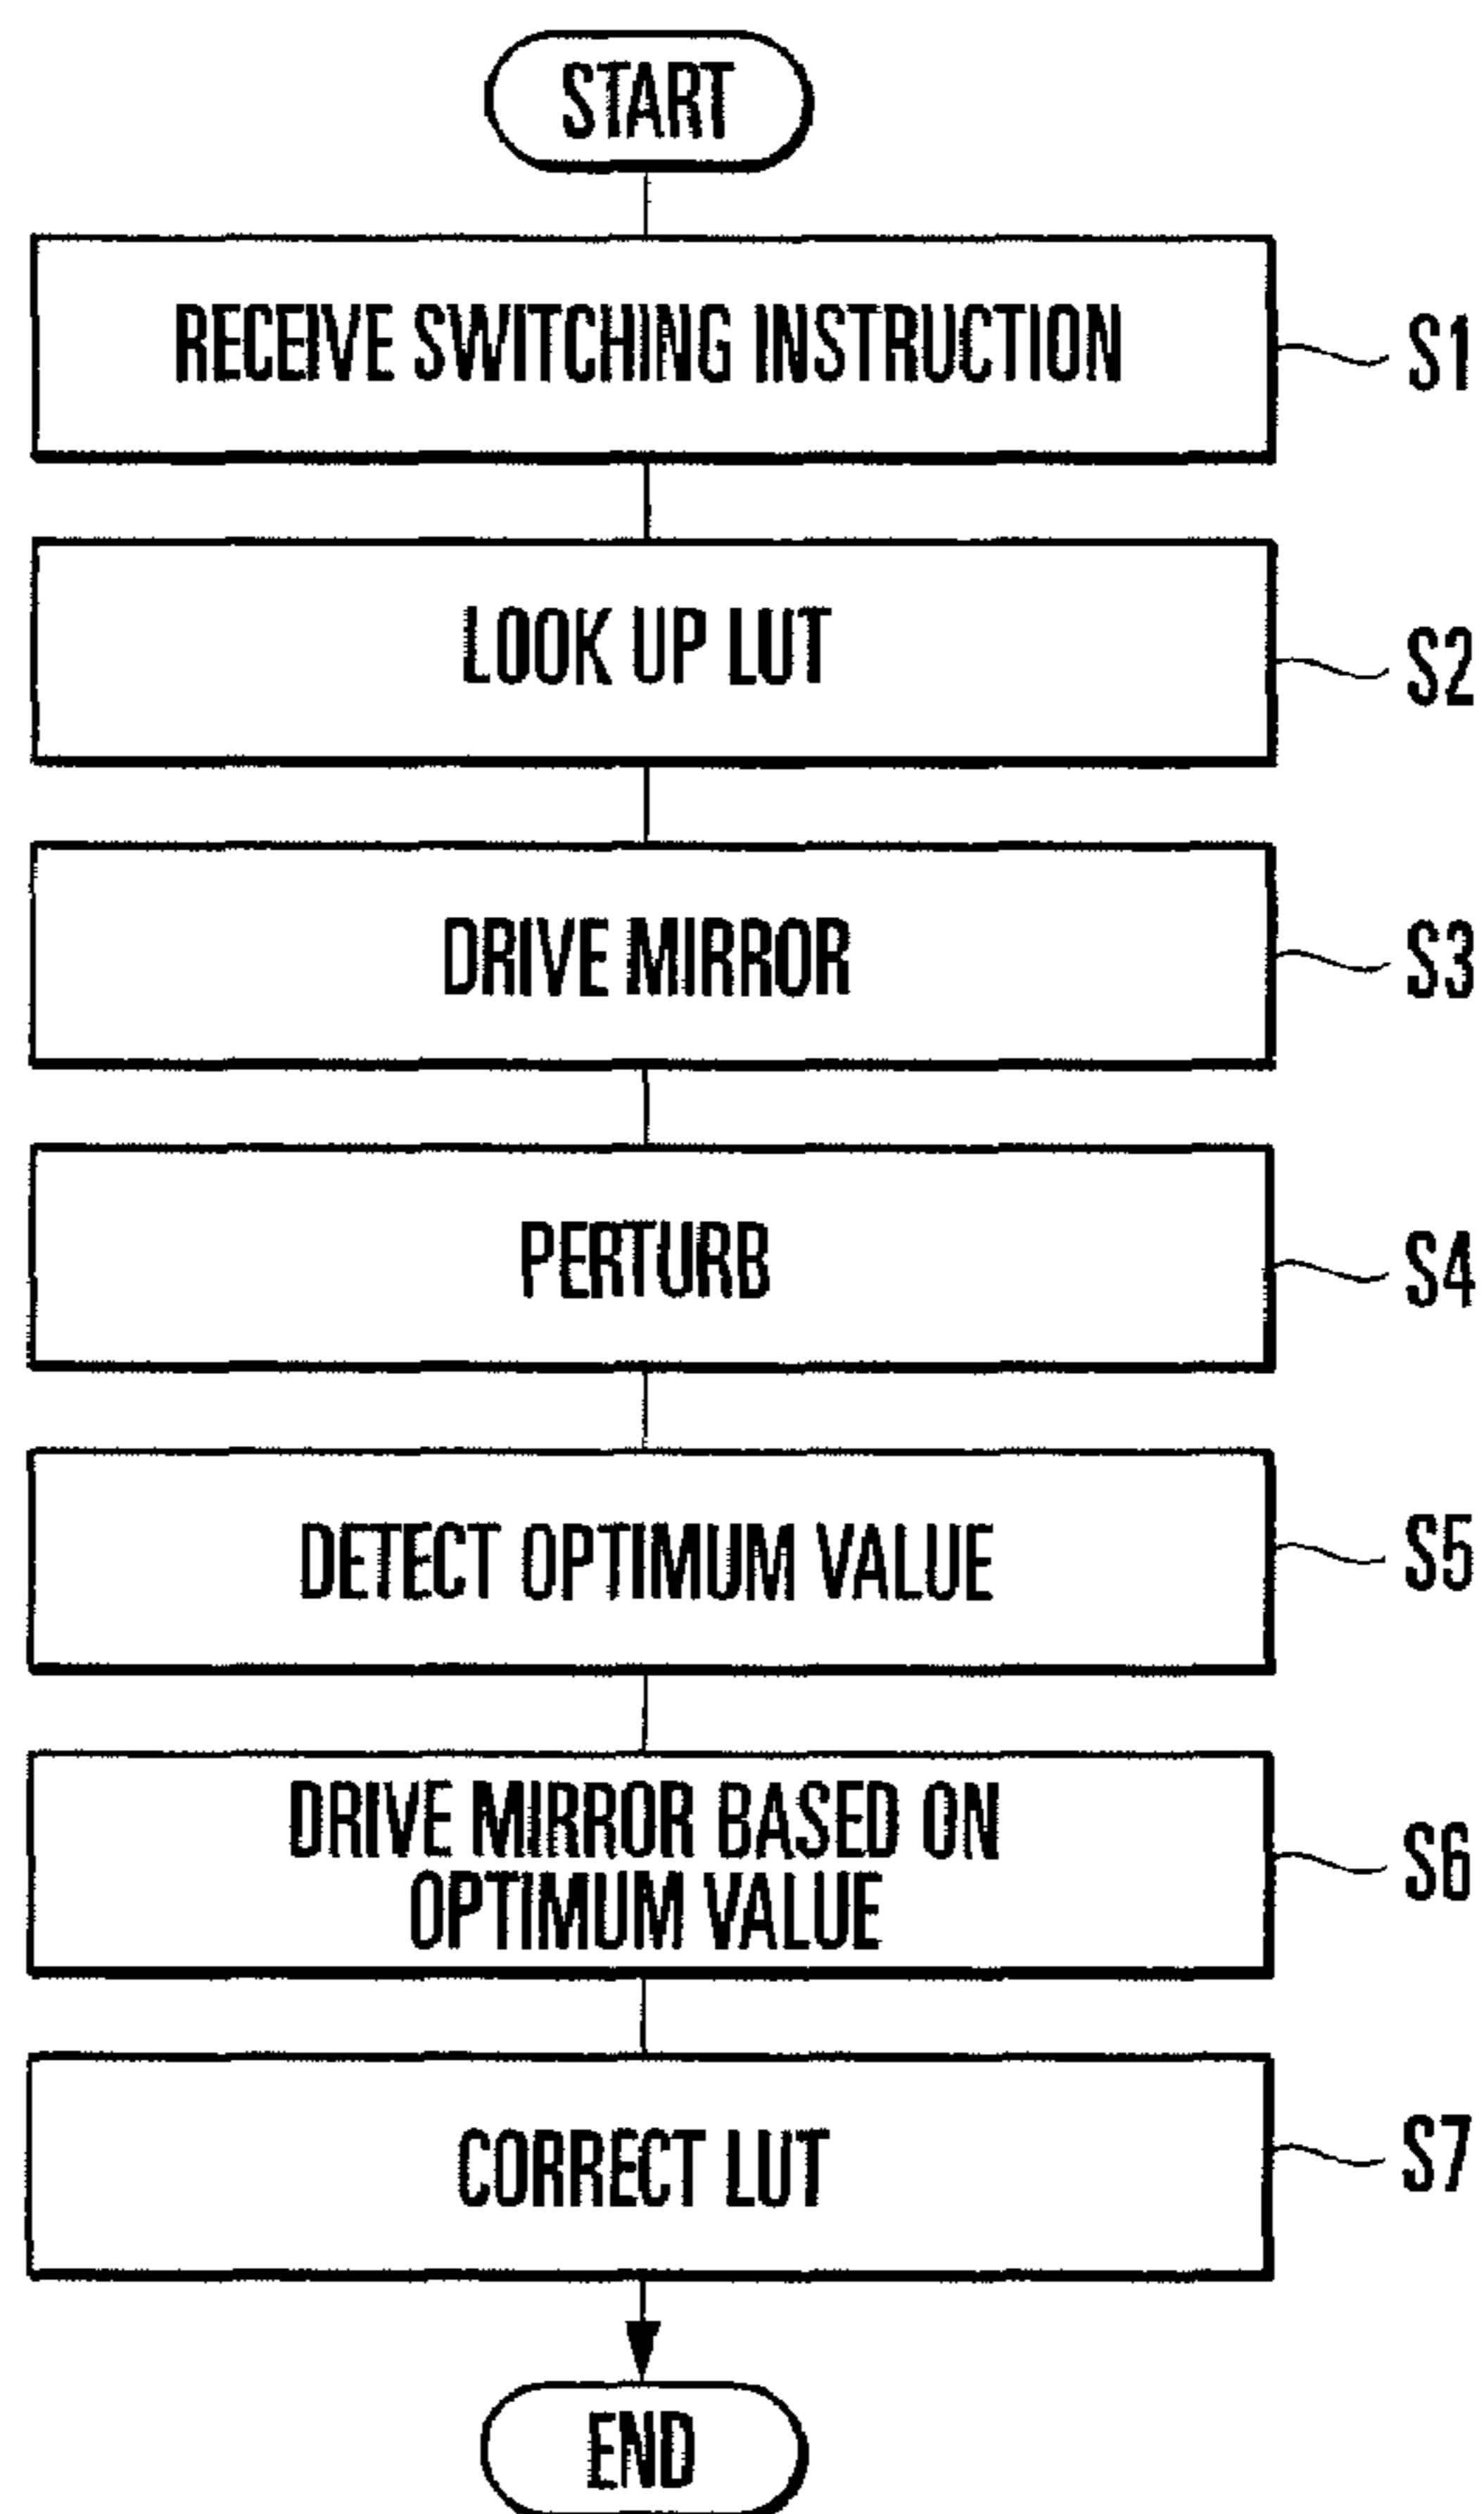 START
RECEIVE SWITCHING INSTRUCTION
S1
LOOK UP LUT
S2
DRIVE MIRROR
S3
PERTURB
S4
DETECT OPTIMUM VALUE
S5
DRIVE MIRROR BASED ON
OPTIMUM VALUE
S6
CORRECT LUT
S7
END